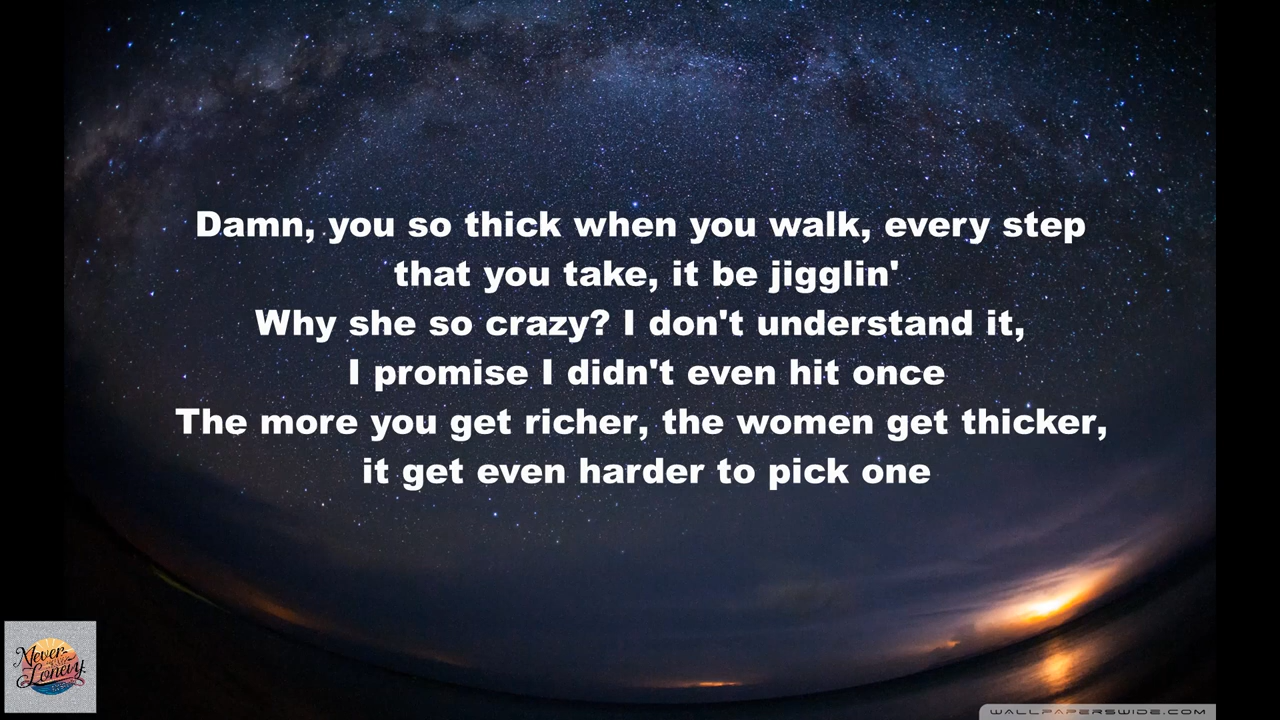 Damn, you so thick when you walk, every step
that you take, it be jigglin'
Why she so crazy? I don't understand it,
I promise I didn't even hit once
The more you get richer, the women get thicker,
it get even harder to pick one
Never
Lonely
WALLPAPERSWIDE.COM